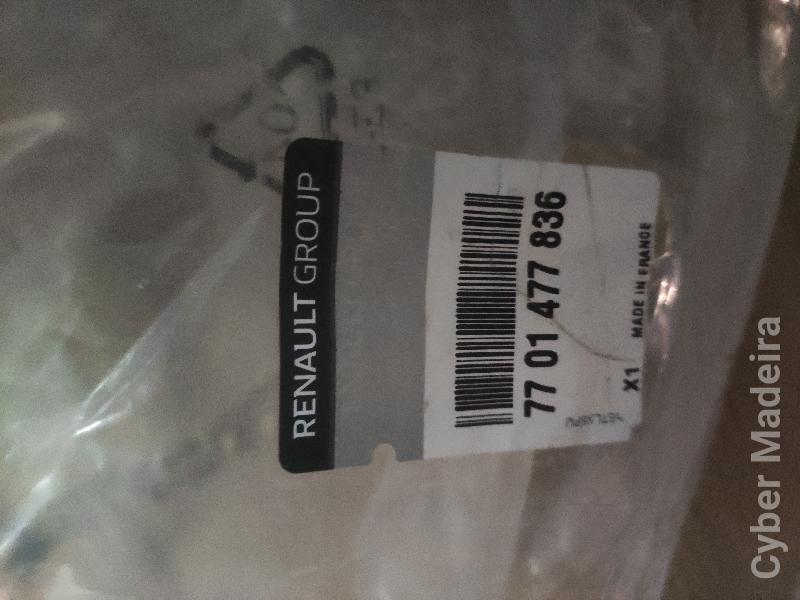 RENAULT GROUP
77 01 477 836
X1 MADE IN FRANCE
Cyber Madeira